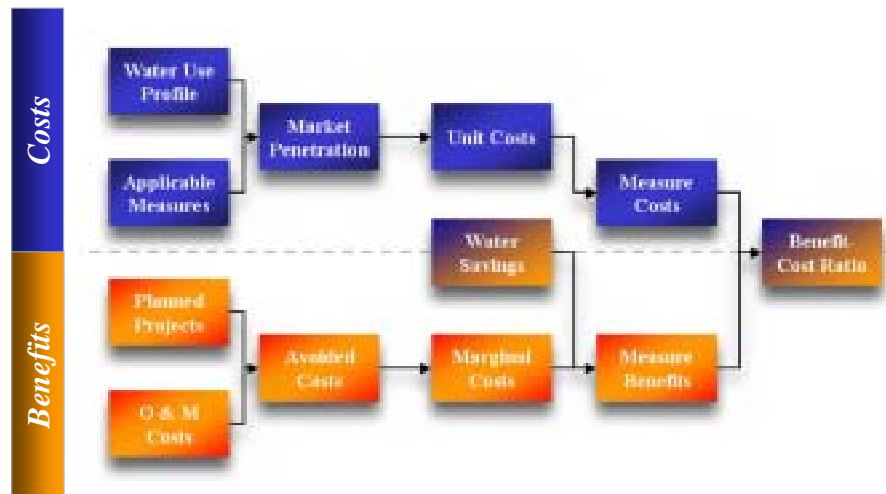 Costs
Water Use
Profile
Applicable
Measures
Market
Penetration
Unit Costs
Measure
Costs
Water
Savings
Benefit
Cost Ratio
Benefits
Planned
Projects
O & M
Costs
Avoided
Costs
Marginal
Costs
Measure
Benefits